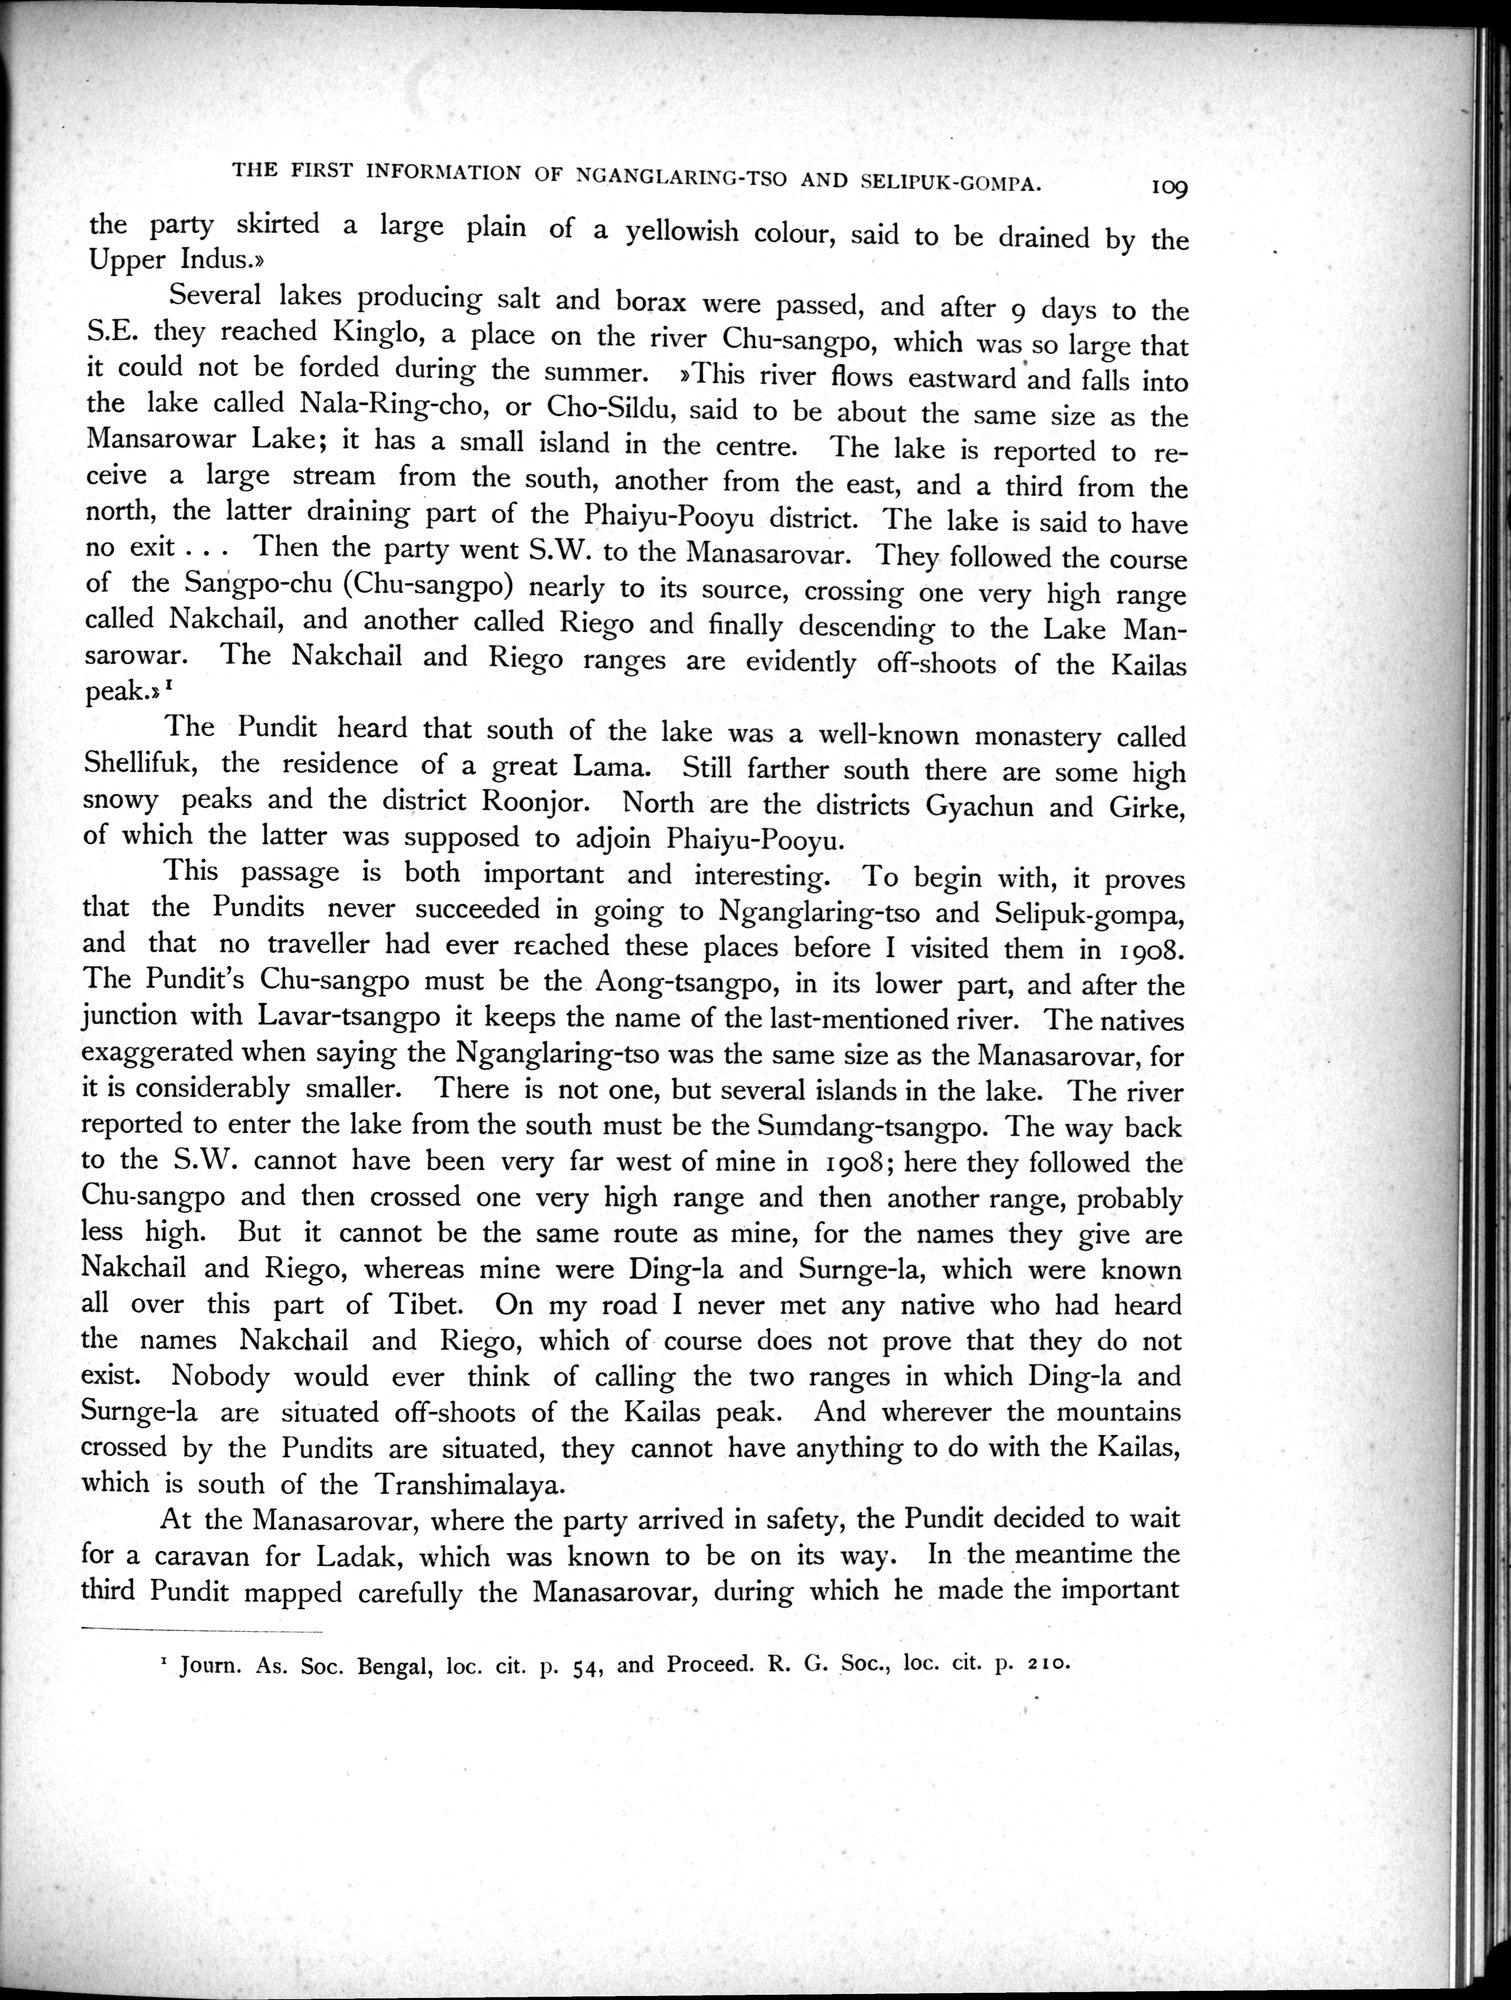 THE FIRST INFORMATION OF NGANGLARING-TSO AND SELIPUK-GOMPA. 109
the party skirted a large plain of a yellowish colour, said to be drained by the
Upper Indus.»
Several lakes producing salt and borax were passed, and after 9 days to the
S.E. they reached Kinglo, a place on the river Chu-sangpo, which was so large that
it could not be forded during the summer. »This river flows eastward and falls into
the lake called Nala-Ring-cho, or Cho-Sildu, said to be about the same size as the
Mansarowar Lake; it has a small island in the centre. The lake is reported to re-
ceive a large stream from the south, another from the east, and a third from the
north, the latter draining part of the Phaiyu-Pooyu district. The lake is said to have
no exit . . . Then the party went S.W. to the Manasarovar. They followed the course
of the Sangpo-chu (Chu-sangpo) nearly to its source, crossing one very high range
called Nakchail, and another called Riego and finally descending to the Lake Man-
sarowar. The Nakchail and Riego ranges are evidently off-shoots of the Kailas
peak.»¹
The Pundit heard that south of the lake was a well-known monastery called
Shellifuk, the residence of a great Lama. Still farther south there are some high
snowy peaks and the district Roonjor. North are the districts Gyachun and Girke,
of which the latter was supposed to adjoin Phaiyu-Pooyu.
This passage is both important and interesting. To begin with, it proves
that the Pundits never succeeded in going to Nganglaring-tso and Selipuk-gompa,
and that no traveller had ever reached these places before I visited them in 1908.
The Pundit's Chu-sangpo must be the Aong-tsangpo, in its lower part, and after the
junction with Lavar-tsangpo it keeps the name of the last-mentioned river. The natives
exaggerated when saying the Nganglaring-tso was the same size as the Manasarovar, for
it is considerably smaller. There is not one, but several islands in the lake. The river
reported to enter the lake from the south must be the Sumdang-tsangpo. The way back
to the S.W. cannot have been very far west of mine in 1908; here they followed the
Chu-sangpo and then crossed one very high range and then another range, probably
less high. But it cannot be the same route as mine, for the names they give are
Nakchail and Riego, whereas mine were Ding-la and Surnge-la, which were known
all over this part of Tibet. On my road I never met any native who had heard
the names Nakchail and Riego, which of course does not prove that they do not
exist. Nobody would ever think of calling the two ranges in which Ding-la and
Surnge-la are situated off-shoots of the Kailas peak. And wherever the mountains
crossed by the Pundits are situated, they cannot have anything to do with the Kailas,
which is south of the Transhimalaya.
At the Manasarovar, where the party arrived in safety, the Pundit decided to wait
for a caravan for Ladak, which was known to be on its way. In the meantime the
third Pundit mapped carefully the Manasarovar, during which he made the important
¹ Journ. As. Soc. Bengal, loc. cit. p. 54, and Proceed. R. G. Soc., loc. cit. p. 210.